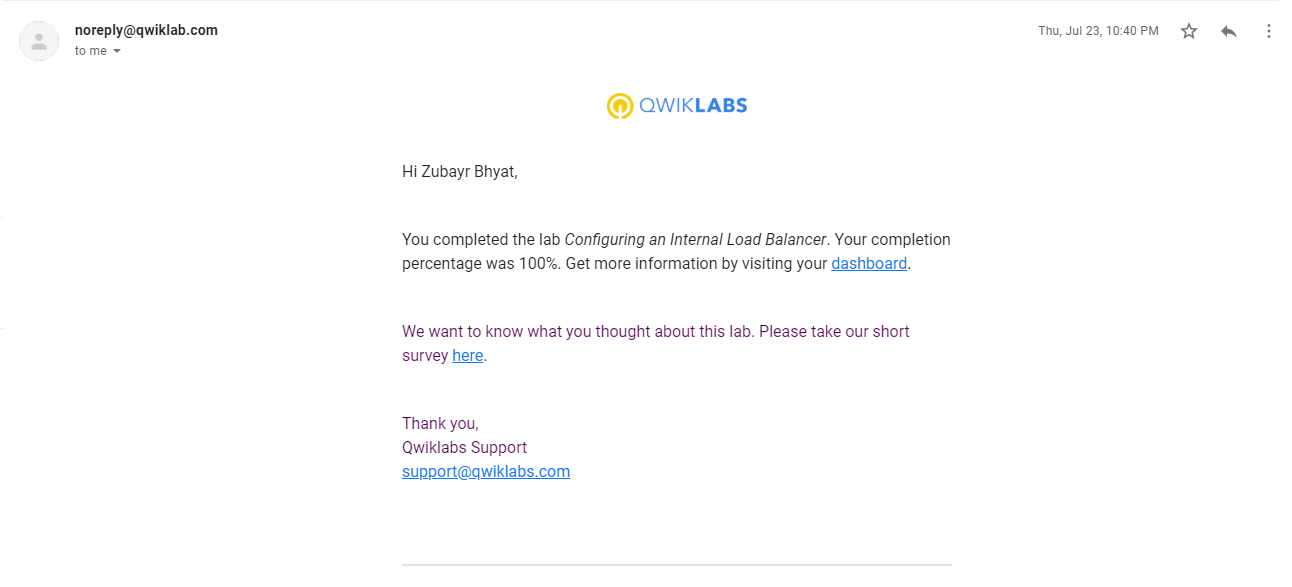 noreply@qwiklab.com
Thu, Jul 23, 10:40 PM
to me
QWIKLABS
Hi Zubayr Bhyat,
You completed the lab Configuring an Internal Load Balancer. Your completion
percentage was 100%. Get more information by visiting your dashboard.
We want to know what you thought about this lab. Please take our short
survey here.
Thank you,
Qwiklabs Support
support@qwiklabs.com